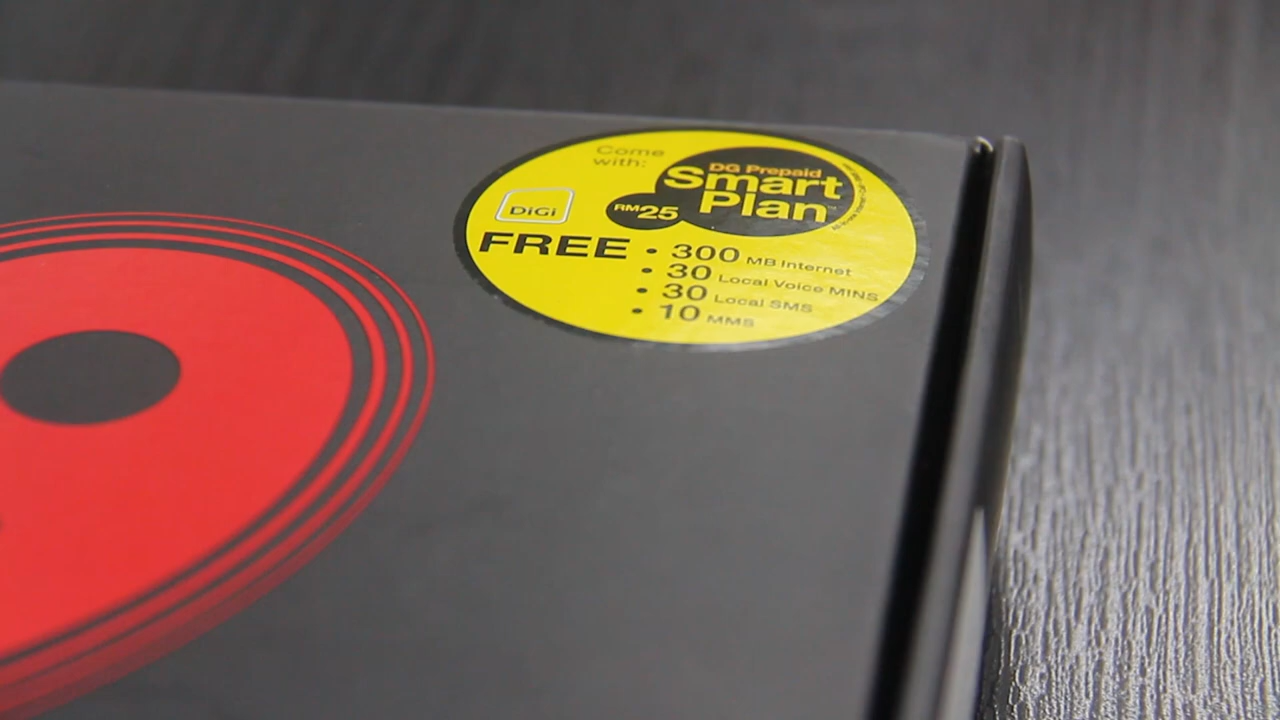 Come
with:
DG Prepaid
Smart
Plan
RM25
DiGi
FREE • 300 MB Internet
• 30 Local Voice MINS
• 30 Local SMS
• 10 MMS